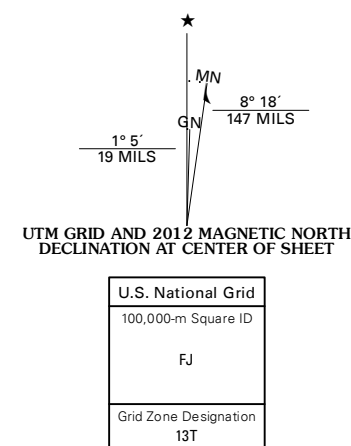 ★
MN
GN
8° 18´
147 MILS
1° 5´
19 MILS
UTM GRID AND 2012 MAGNETIC NORTH
DECLINATION AT CENTER OF SHEET
U.S. National Grid
100,000-m Square ID
FJ
Grid Zone Designation
13T